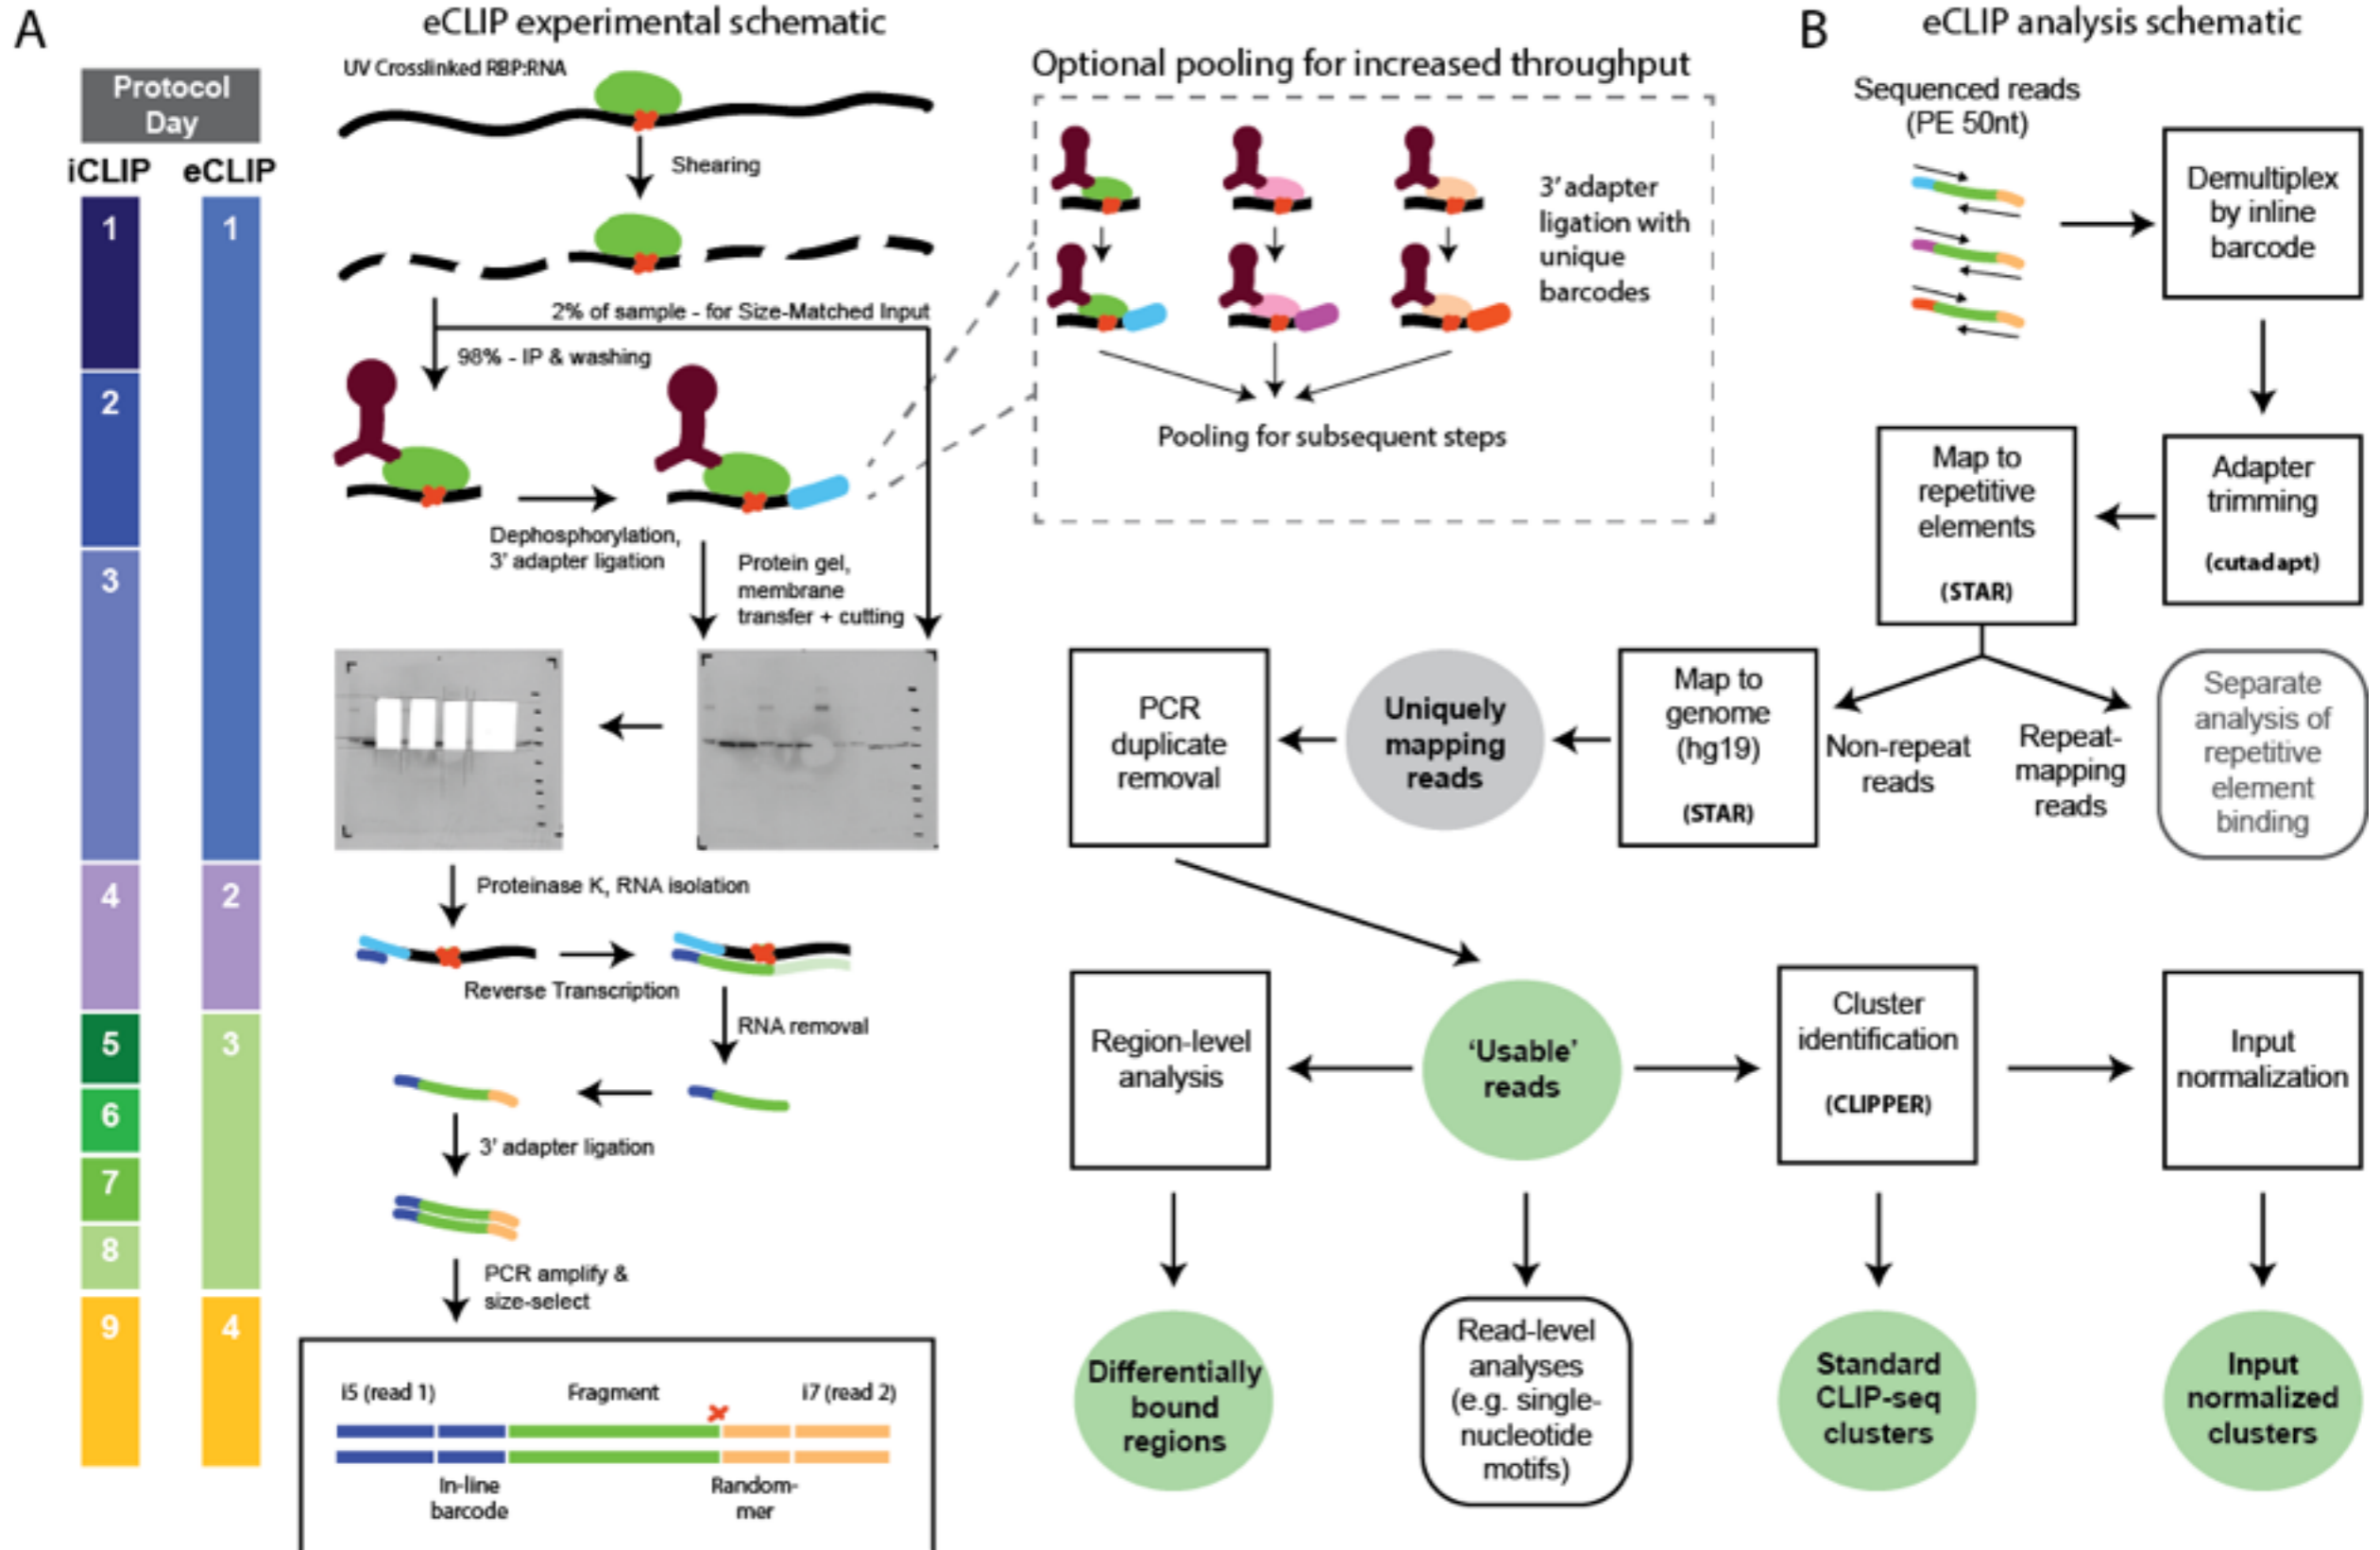 A
eCLIP experimental schematic
Protocol
Day
iCLIP
eCLIP
1
2
3
4
5
6
7
8
9
1
2
3
4
UV Crosslinked RBP:RNA
Shearing
2% of sample - for Size-Matched Input
98% - IP & washing
Dephosphorylation,
3' adapter ligation
Protein gel,
membrane
transfer + cutting
Proteinase K, RNA isolation
Reverse Transcription
RNA removal
3' adapter ligation
PCR amplify &
size-select
i5 (read 1)
Fragment
i7 (read 2)
In-line
barcode
Random-
mer
Optional pooling for increased throughput
3' adapter
ligation with
unique
barcodes
Pooling for subsequent steps
B
eCLIP analysis schematic
Sequenced reads
(PE 50nt)
Demultiplex
by inline
barcode
Adapter
trimming
(cutadapt)
Map to
repetitive
elements
(STAR)
Non-repeat
reads
Repeat-
mapping
reads
Separate
analysis of
repetitive
element
binding
Map to
genome
(hg19)
(STAR)
Uniquely
mapping
reads
PCR
duplicate
removal
'Usable'
reads
Region-level
analysis
Cluster
identification
(CLIPPER)
Input
normalization
Differentially
bound
regions
Read-level
analyses
(e.g. single-
nucleotide
motifs)
Standard
CLIP-seq
clusters
Input
normalized
clusters